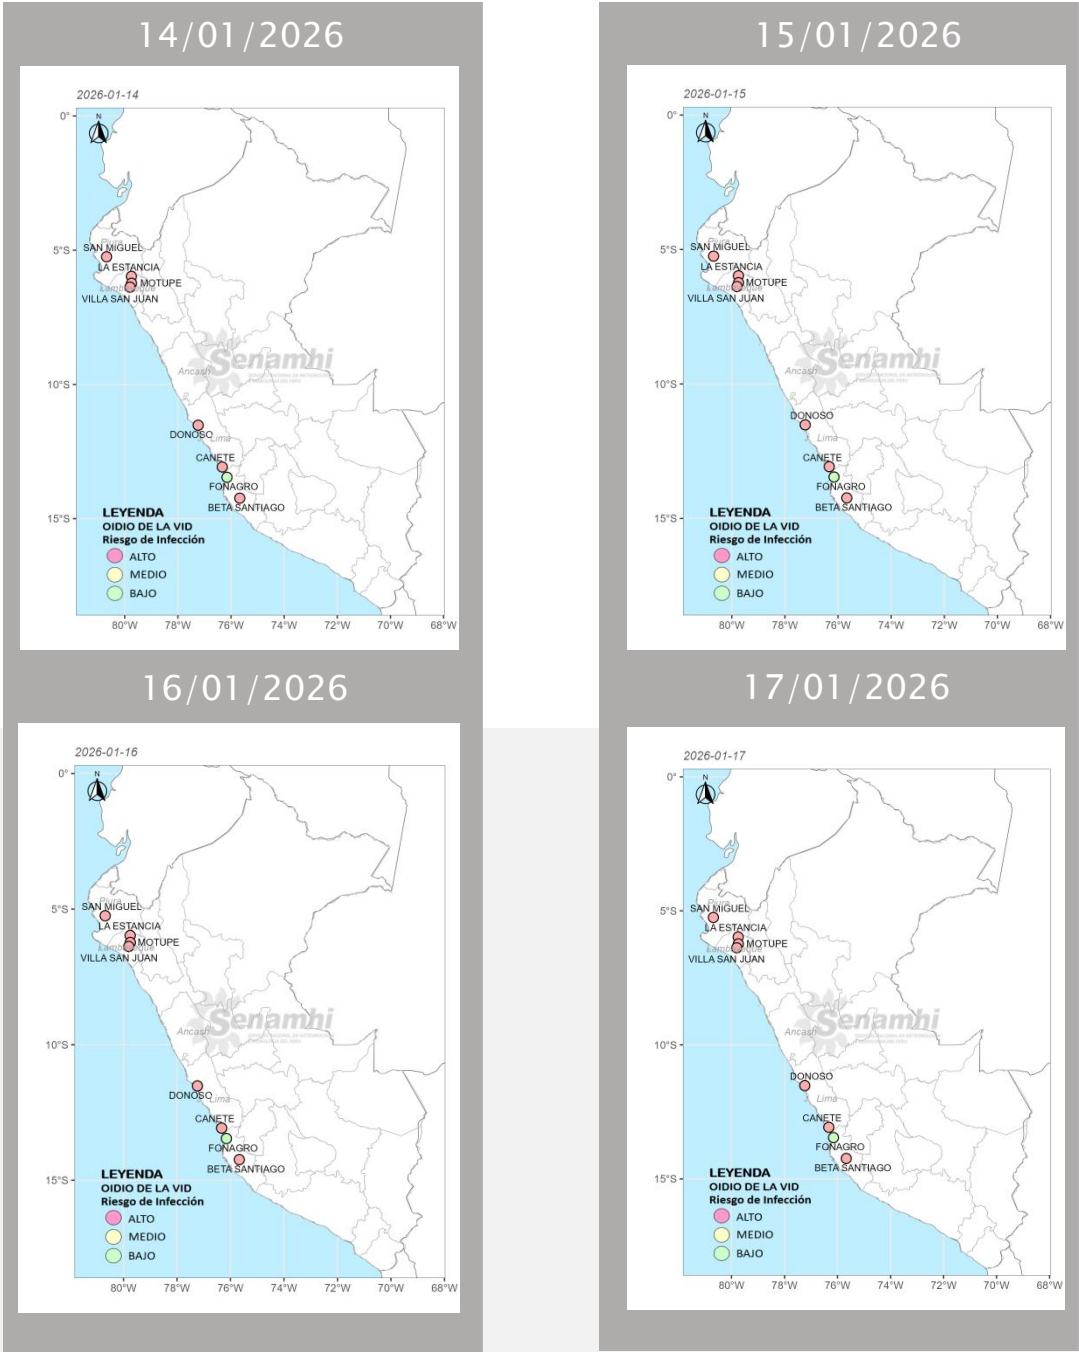 14/01/2026
2026-01-14
N
0°
Piura
SAN MIGUEL
5°S
LA ESTANCIA
MOTUPE
Lambayeque
VILLA SAN JUAN
Senamhi
Ancash
10°S
DONOSO
Lima
CANETE
FONAGRO
BETA SANTIAGO
15°S
LEYENDA
OIDIO DE LA VID
Riesgo de Infección
ALTO
MEDIO
BAJO
80°W 78°W 76°W 74°W 72°W 70°W 68°W
15/01/2026
2026-01-15
N
0°
Piura
SAN MIGUEL
5°S
LA ESTANCIA
MOTUPE
Lambayeque
VILLA SAN JUAN
Senamhi
Ancash
10°S
DONOSO
Lima
CANETE
FONAGRO
BETA SANTIAGO
15°S
LEYENDA
OIDIO DE LA VID
Riesgo de Infección
ALTO
MEDIO
BAJO
80°W 78°W 76°W 74°W 72°W 70°W 68°W
16/01/2026
2026-01-16
N
0°
Piura
SAN MIGUEL
5°S
LA ESTANCIA
MOTUPE
Lambayeque
VILLA SAN JUAN
Senamhi
Ancash
10°S
DONOSO
Lima
CANETE
FONAGRO
BETA SANTIAGO
15°S
LEYENDA
OIDIO DE LA VID
Riesgo de Infección
ALTO
MEDIO
BAJO
80°W 78°W 76°W 74°W 72°W 70°W 68°W
17/01/2026
2026-01-17
N
0°
Piura
SAN MIGUEL
5°S
LA ESTANCIA
MOTUPE
Lambayeque
VILLA SAN JUAN
Senamhi
Ancash
10°S
DONOSO
Lima
CANETE
FONAGRO
BETA SANTIAGO
15°S
LEYENDA
OIDIO DE LA VID
Riesgo de Infección
ALTO
MEDIO
BAJO
80°W 78°W 76°W 74°W 72°W 70°W 68°W